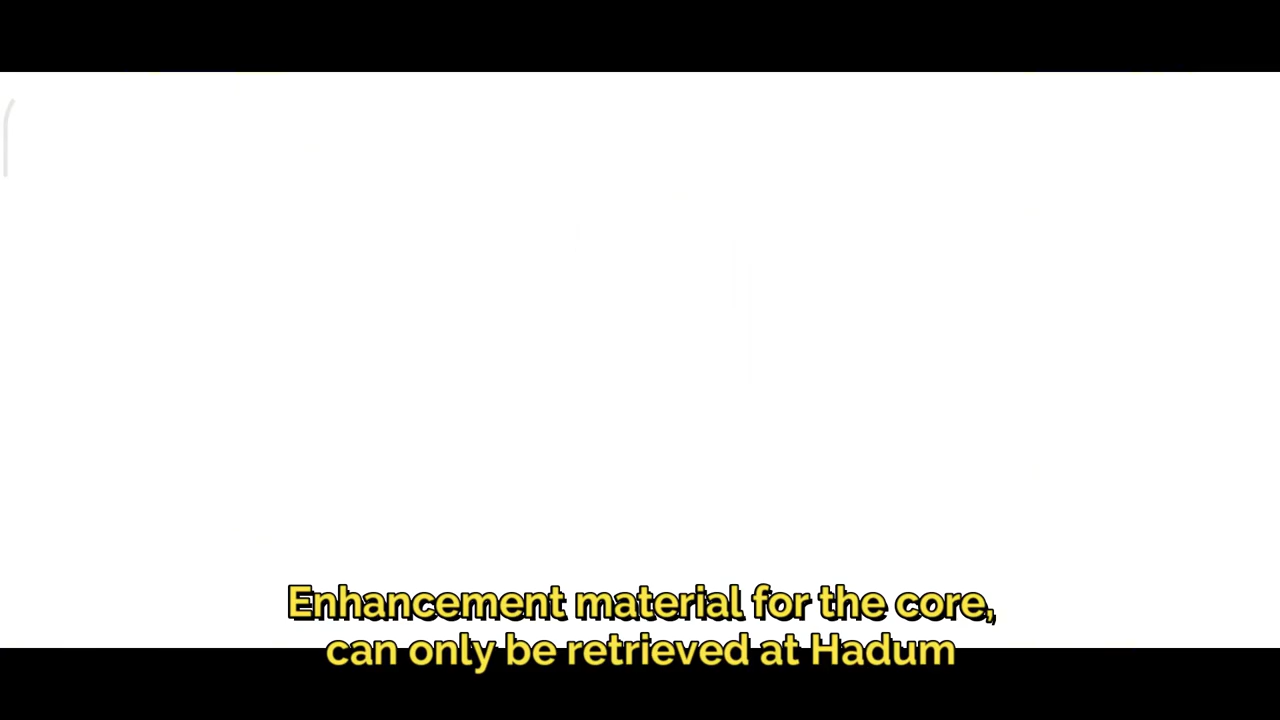 Enhancement material for the core,
can only be retrieved at Hadum